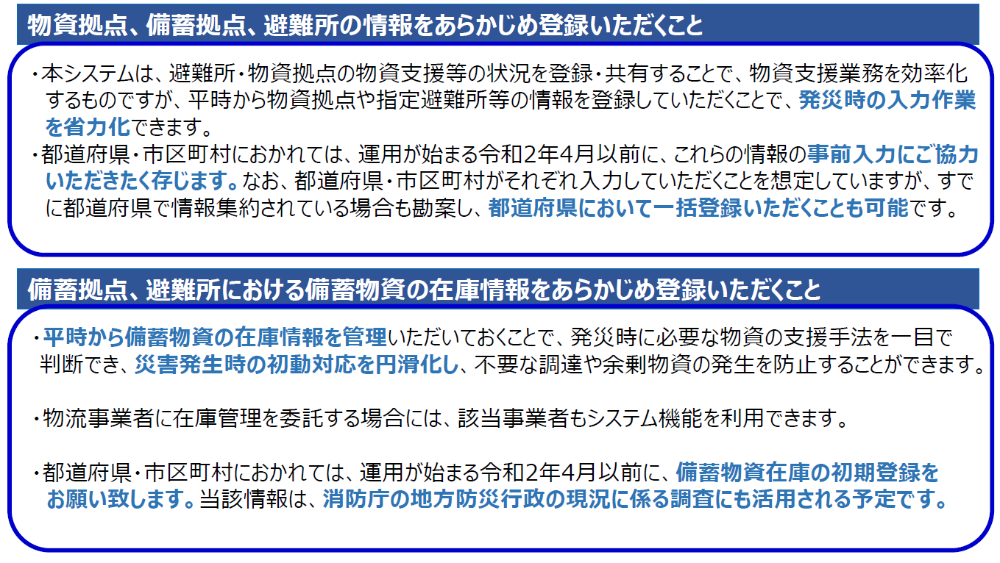 物資拠点、備蓄拠点、避難所の情報をあらかじめ登録いただくこと
・本システムは、避難所・物資拠点の物資支援等の状況を登録・共有することで、物資支援業務を効率化
するものですが、平時から物資拠点や指定避難所等の情報を登録していただくことで、発災時の入力作業
を省力化できます。
・都道府県・市区町村におかれては、運用が始まる令和2年4月以前に、これらの情報の事前入力にご協力
いただきたく存じます。なお、都道府県・市区町村がそれぞれ入力していただくことを想定していますが、すで
に都道府県で情報集約されている場合も勘案し、都道府県において一括登録いただくことも可能です。
備蓄拠点、避難所における備蓄物資の在庫情報をあらかじめ登録いただくこと
・平時から備蓄物資の在庫情報を管理いただいておくことで、発災時に必要な物資の支援手法を一目で
判断でき、災害発生時の初動対応を円滑化し、不要な調達や余剰物資の発生を防止することができます。
・物流事業者に在庫管理を委託する場合には、該当事業者もシステム機能を利用できます。
・都道府県・市区町村におかれては、運用が始まる令和2年4月以前に、備蓄物資在庫の初期登録を
お願い致します。当該情報は、消防庁の地方防災行政の現況に係る調査にも活用される予定です。